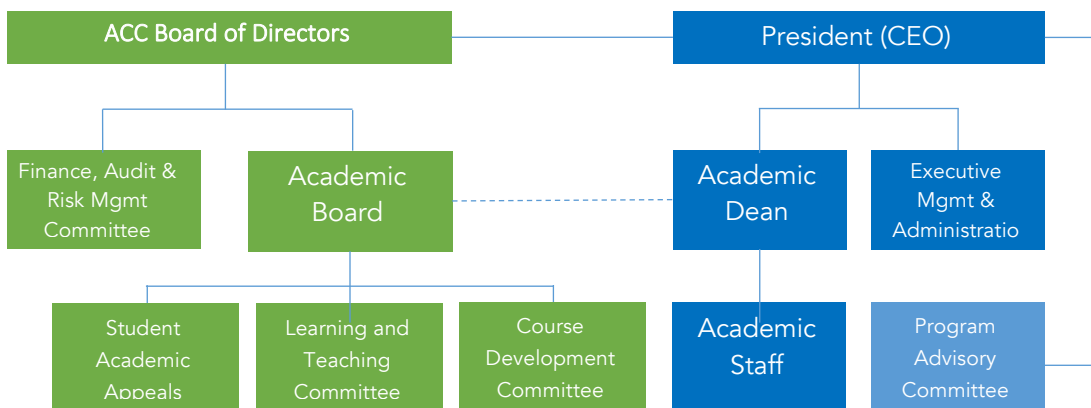 ACC Board of Directors
President (CEO)
Finance, Audit &
Risk Mgmt
Committee
Academic
Board
Academic
Dean
Executive
Mgmt &
Administratio
Student
Academic
Appeals
Learning and
Teaching
Committee
Course
Development
Committee
Academic
Staff
Program
Advisory
Committee